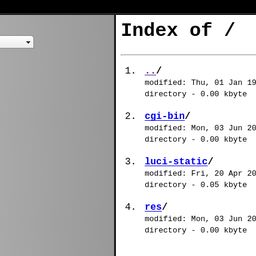 Index of /
1. ../
modified: Thu, 01 Jan 19
directory - 0.00 kbyte
2. cgi-bin/
modified: Mon, 03 Jun 20
directory - 0.00 kbyte
3. luci-static/
modified: Fri, 20 Apr 20
directory - 0.05 kbyte
4. res/
modified: Mon, 03 Jun 20
directory - 0.00 kbyte